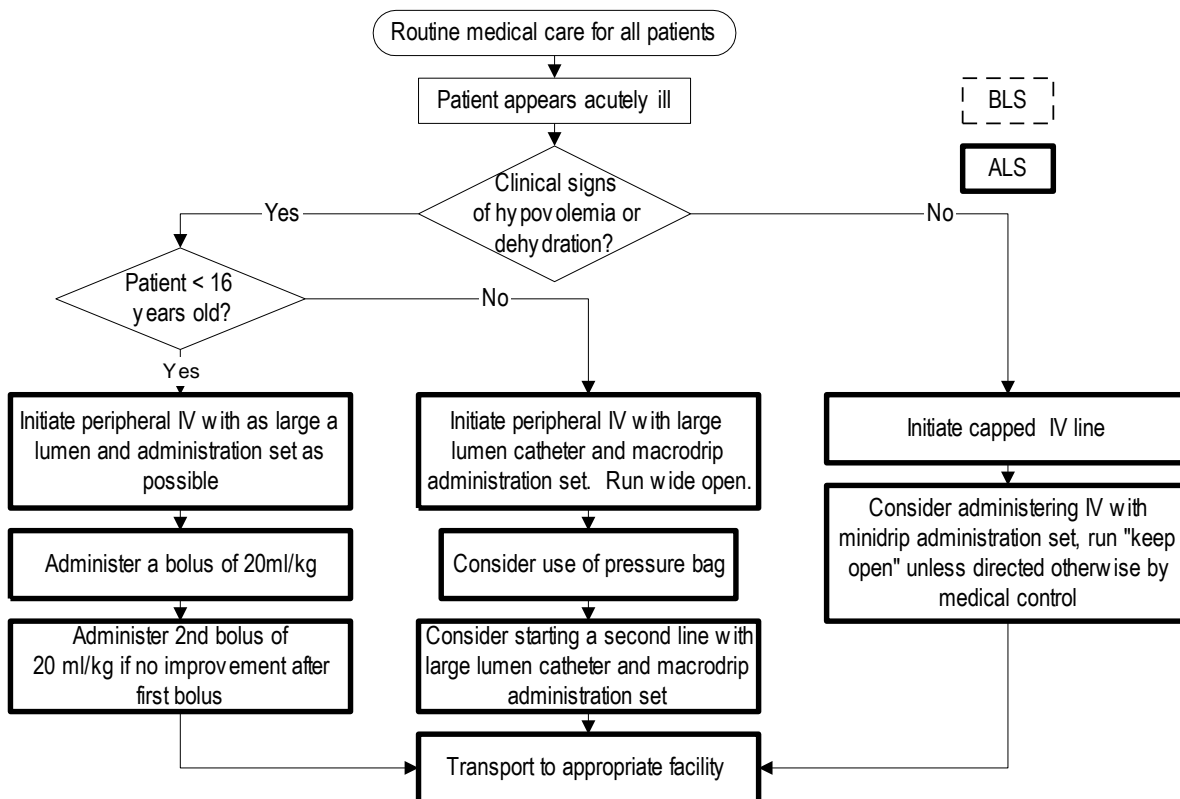 Routine medical care for all patients
Patient appears acutely ill
BLS
ALS
Clinical signs
of hypovolemia or
dehydration?
Yes
No
Patient < 16
years old?
No
Yes
Initiate peripheral IV with as large a
lumen and administration set as
possible
Initiate peripheral IV with large
lumen catheter and macrodrip
administration set.  Run wide open.
Initiate capped  IV line
Administer a bolus of 20ml/kg
Consider use of pressure bag
Consider administering IV with
minidrip administration set, run "keep
open" unless directed otherwise by
medical control
Administer 2nd bolus of
20 ml/kg if no improvement after
first bolus
Consider starting a second line with
large lumen catheter and macrodrip
administration set
Transport to appropriate facility